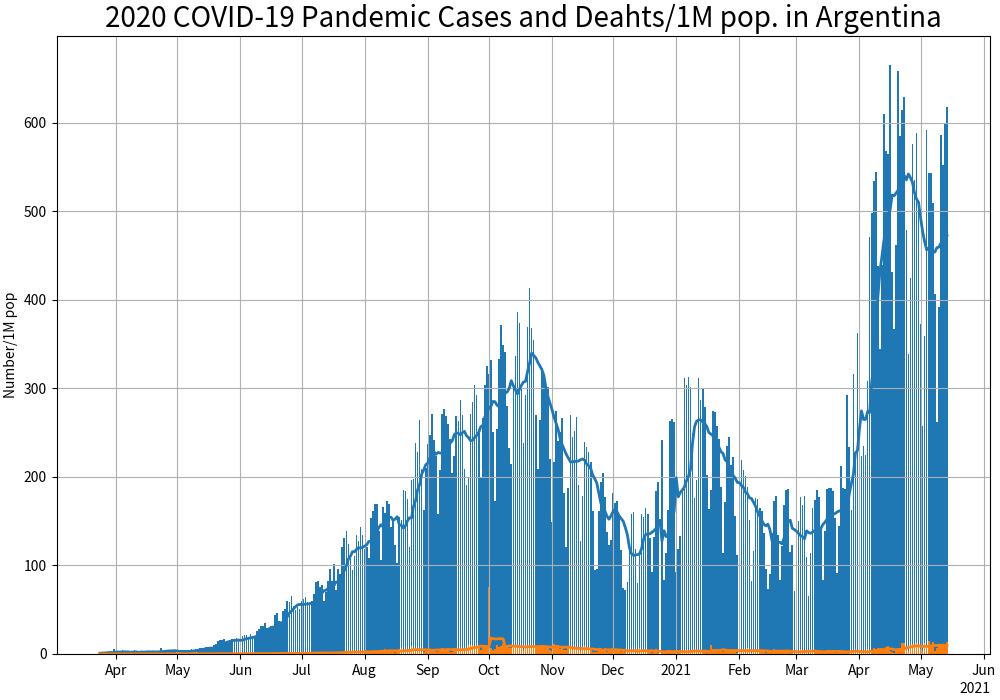 2020 COVID-19 Pandemic Cases and Deahts/1M pop. in Argentina
Number/1M pop
600
500
400
300
200
100
0
Apr May Jun Jul Aug Sep Oct Nov Dec 2021 Feb Mar Apr May Jun
2021